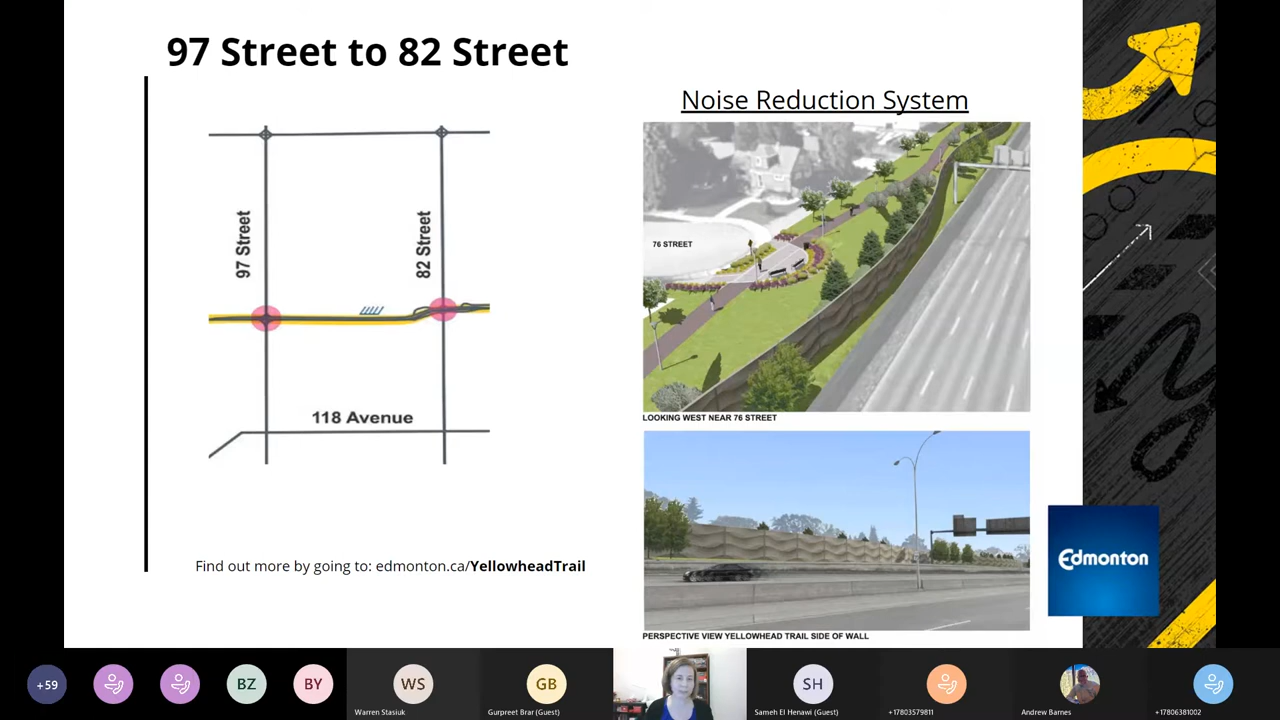 97 Street to 82 Street
Noise Reduction System
97 Street
82 Street
118 Avenue
76 STREET
LOOKING WEST NEAR 76 STREET
PERSPECTIVE VIEW YELLOWHEAD TRAIL SIDE OF WALL
Find out more by going to: edmonton.ca/YellowheadTrail
Edmonton
+59
BZ
BY
WS
Warren Stasiuk
GB
Gurpreet Brar (Guest)
SH
Sameh El Henawi (Guest)
+17803579811
Andrew Barnes
+17806381002